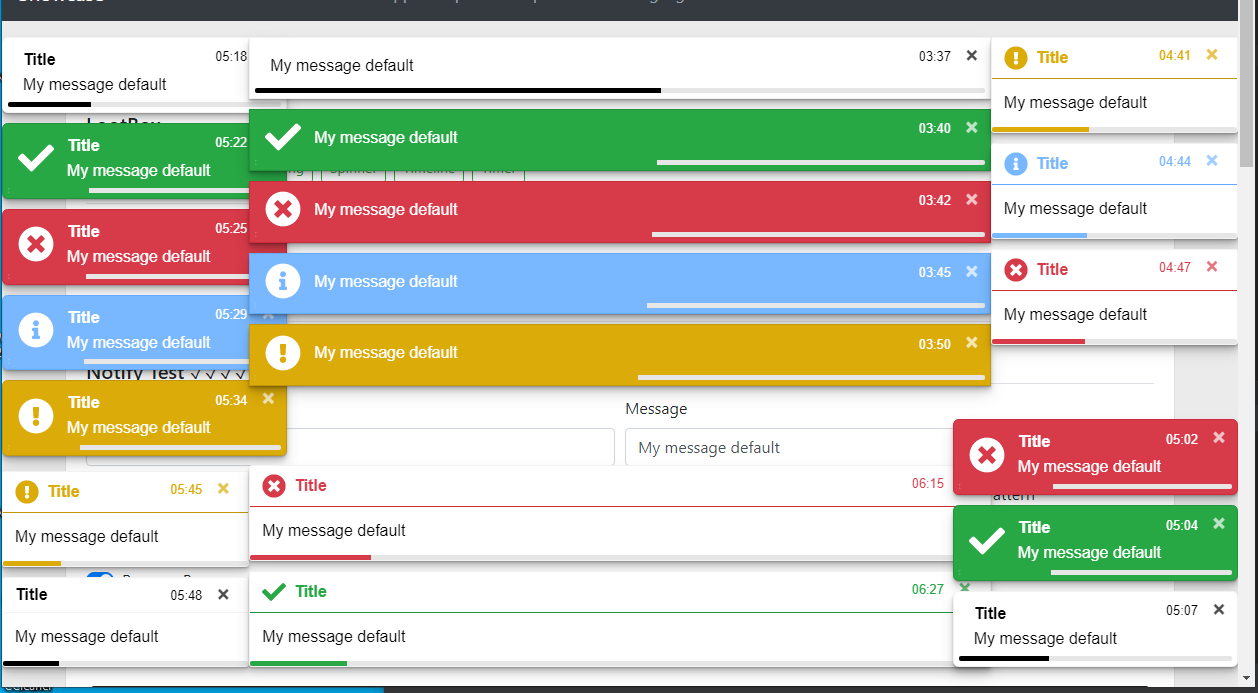 Title 05:18
My message default
My message default 03:37
Title 04:41
My message default
Title 05:22
My message default
My message default 03:40
Title 04:44
My message default
Title 05:25
My message default
My message default 03:42
Title 04:47
My message default
Title 05:29
My message default
My message default 03:45
Notify Test ✓ ✓ ✓ ✓
My message default 03:50
Title 05:34
My message default
Message
My message default
Title 05:02
My message default
Title 05:45
My message default
Title 06:15
My message default
Title 05:04
My message default
Title 05:48
My message default
Title 06:27
My message default
Title 05:07
My message default